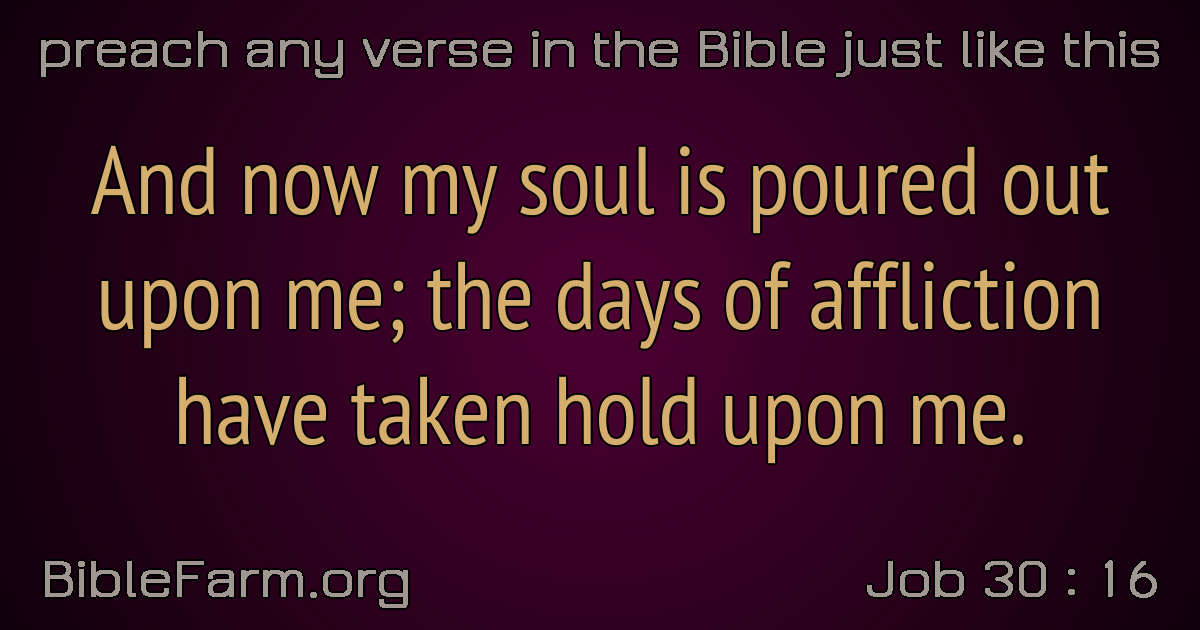 preach any verse in the Bible just like this
And now my soul is poured out
upon me; the days of affliction
have taken hold upon me.
BibleFarm.org
Job 30 : 16